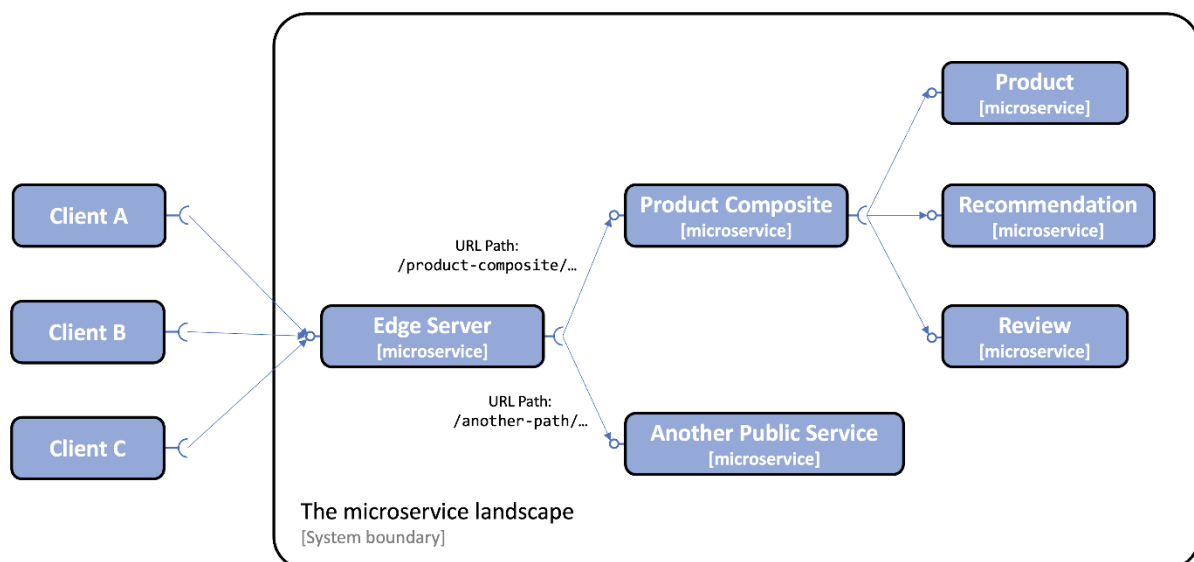 Client A
Client B
Client C
Edge Server
[microservice]
URL Path:
/product-composite/…
URL Path:
/another-path/…
Product Composite
[microservice]
Another Public Service
[microservice]
Product
[microservice]
Recommendation
[microservice]
Review
[microservice]
The microservice landscape
[System boundary]